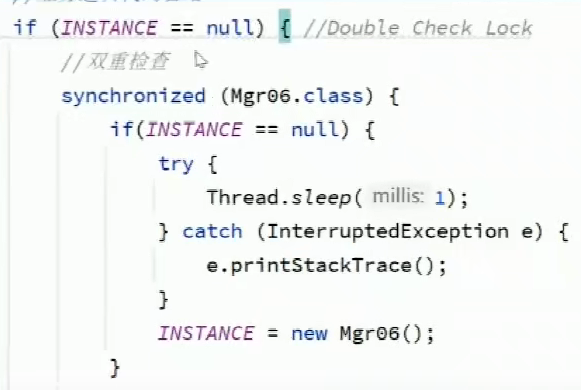 if (INSTANCE == null) { //Double Check Lock
//双重检查
synchronized (Mgr06.class) {
if(INSTANCE == null) {
try {
Thread.sleep( millis: 1);
} catch (InterruptedException e) {
e.printStackTrace();
}
INSTANCE = new Mgr06();
}